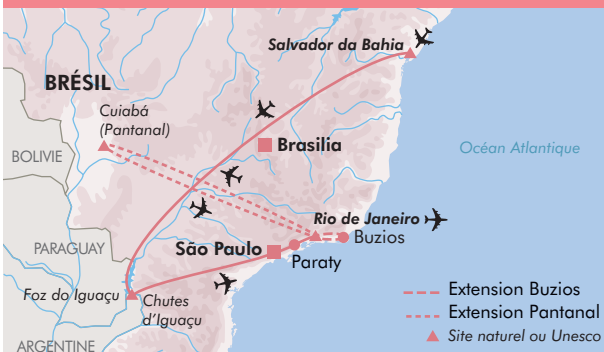 Salvador da Bahia
BRÉSIL
Cuiabá
(Pantanal)
Brasilia
Océan Atlantique
BOLIVIE
Rio de Janeiro
PARAGUAY
São Paulo
Buzios
Paraty
Foz do Iguaçu
Chutes
d'Iguaçu
Extension Buzios
Extension Pantanal
Site naturel ou Unesco
ARGENTINE